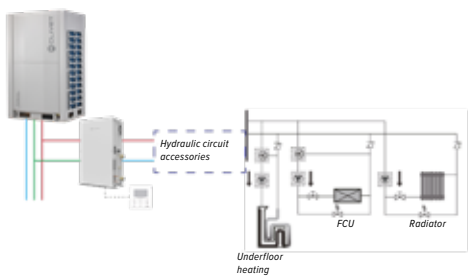 Hydraulic circuit
accessories
FCU
Radiator
Underfloor
heating